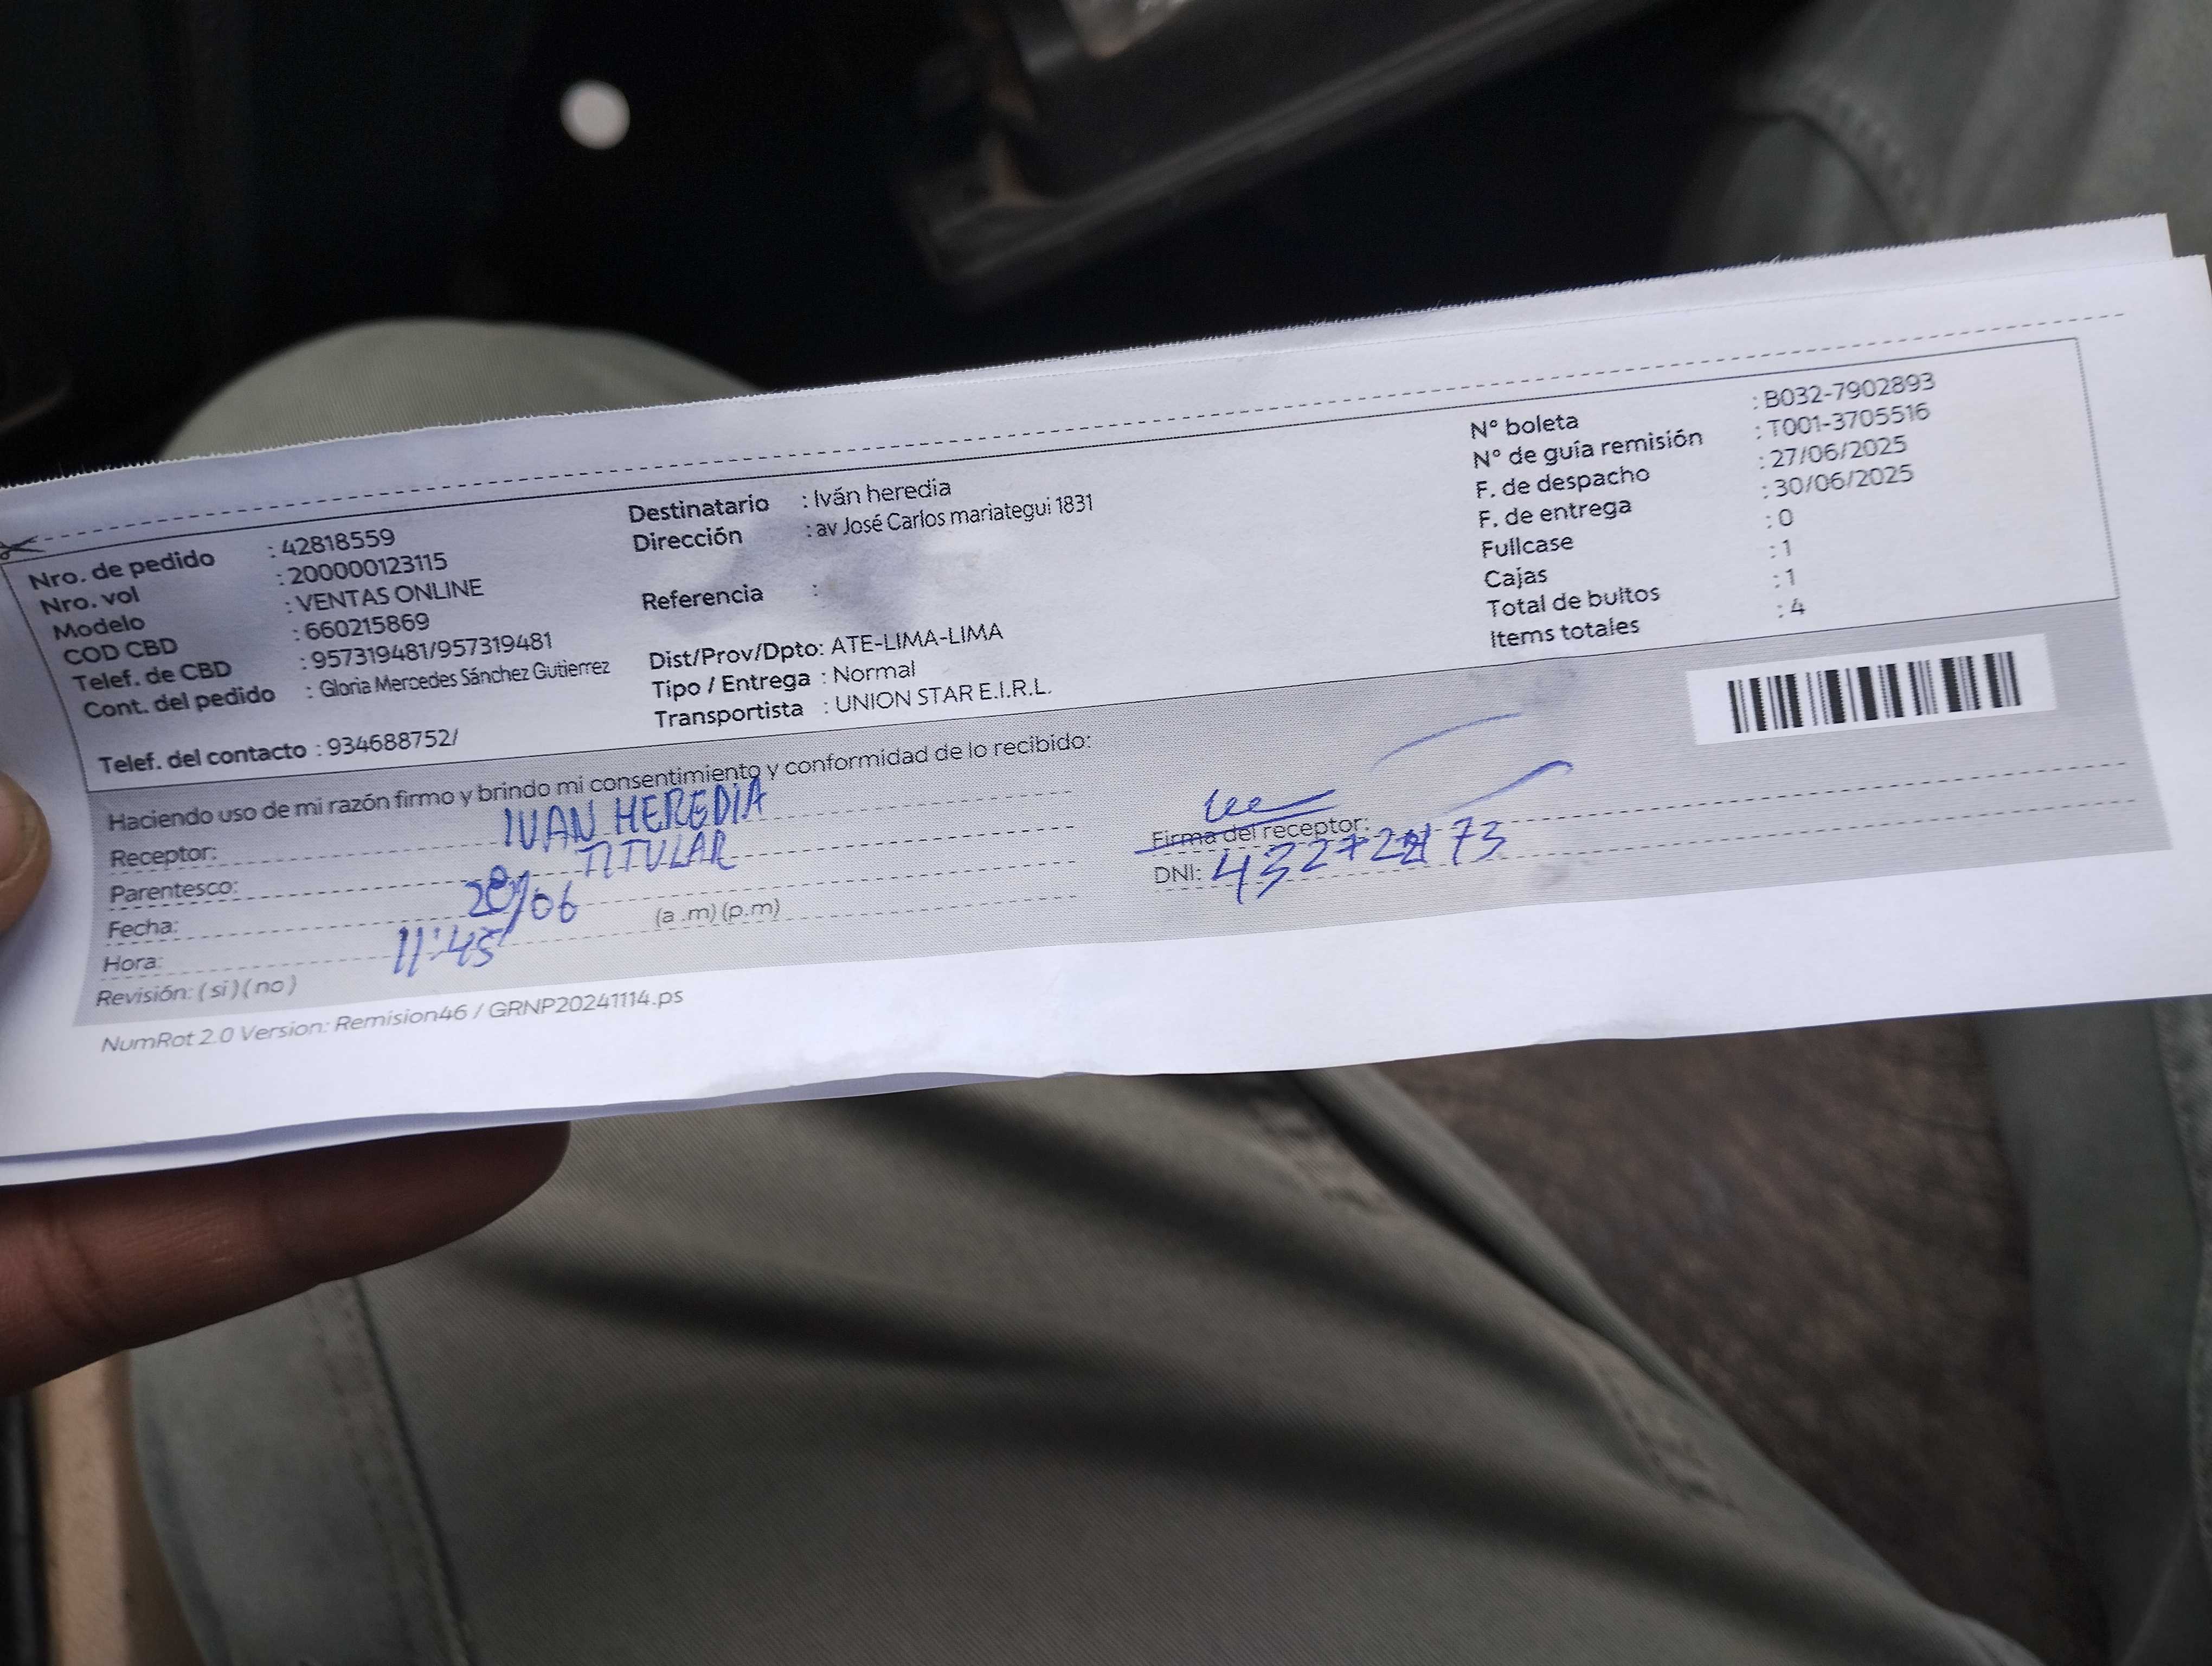 Nro. de pedido : 42818559
Nro. vol : 200000123115
Modelo : VENTAS ONLINE
COD CBD : 660215869
Telef. de CBD : 957319481/957319481
Cont. del pedido : Gloria Mercedes Sánchez Gutierrez
Telef. del contacto : 934688752/
Destinatario : Iván heredia
Dirección : av José Carlos mariategui 1831
Referencia :
Dist/Prov/Dpto: ATE-LIMA-LIMA
Tipo / Entrega : Normal
Transportista : UNION STAR E.I.R.L.
N° boleta : B032-7902893
N° de guía remisión : T001-3705516
F. de despacho : 27/06/2025
F. de entrega : 30/06/2025
Fullcase : 0
Cajas : 1
Total de bultos : 1
Items totales : 4
Haciendo uso de mi razón firmo y brindo mi consentimiento y conformidad de lo recibido:
Receptor: IVAN HEREDIA
Parentesco: TITULAR
Fecha: 28/06
Hora: 11:45 (a .m) (p.m)
Revisión: ( si ) ( no )
Firma del receptor:
DNI:
NumRot 2.0 Version: Remision46 / GRNP20241114.ps